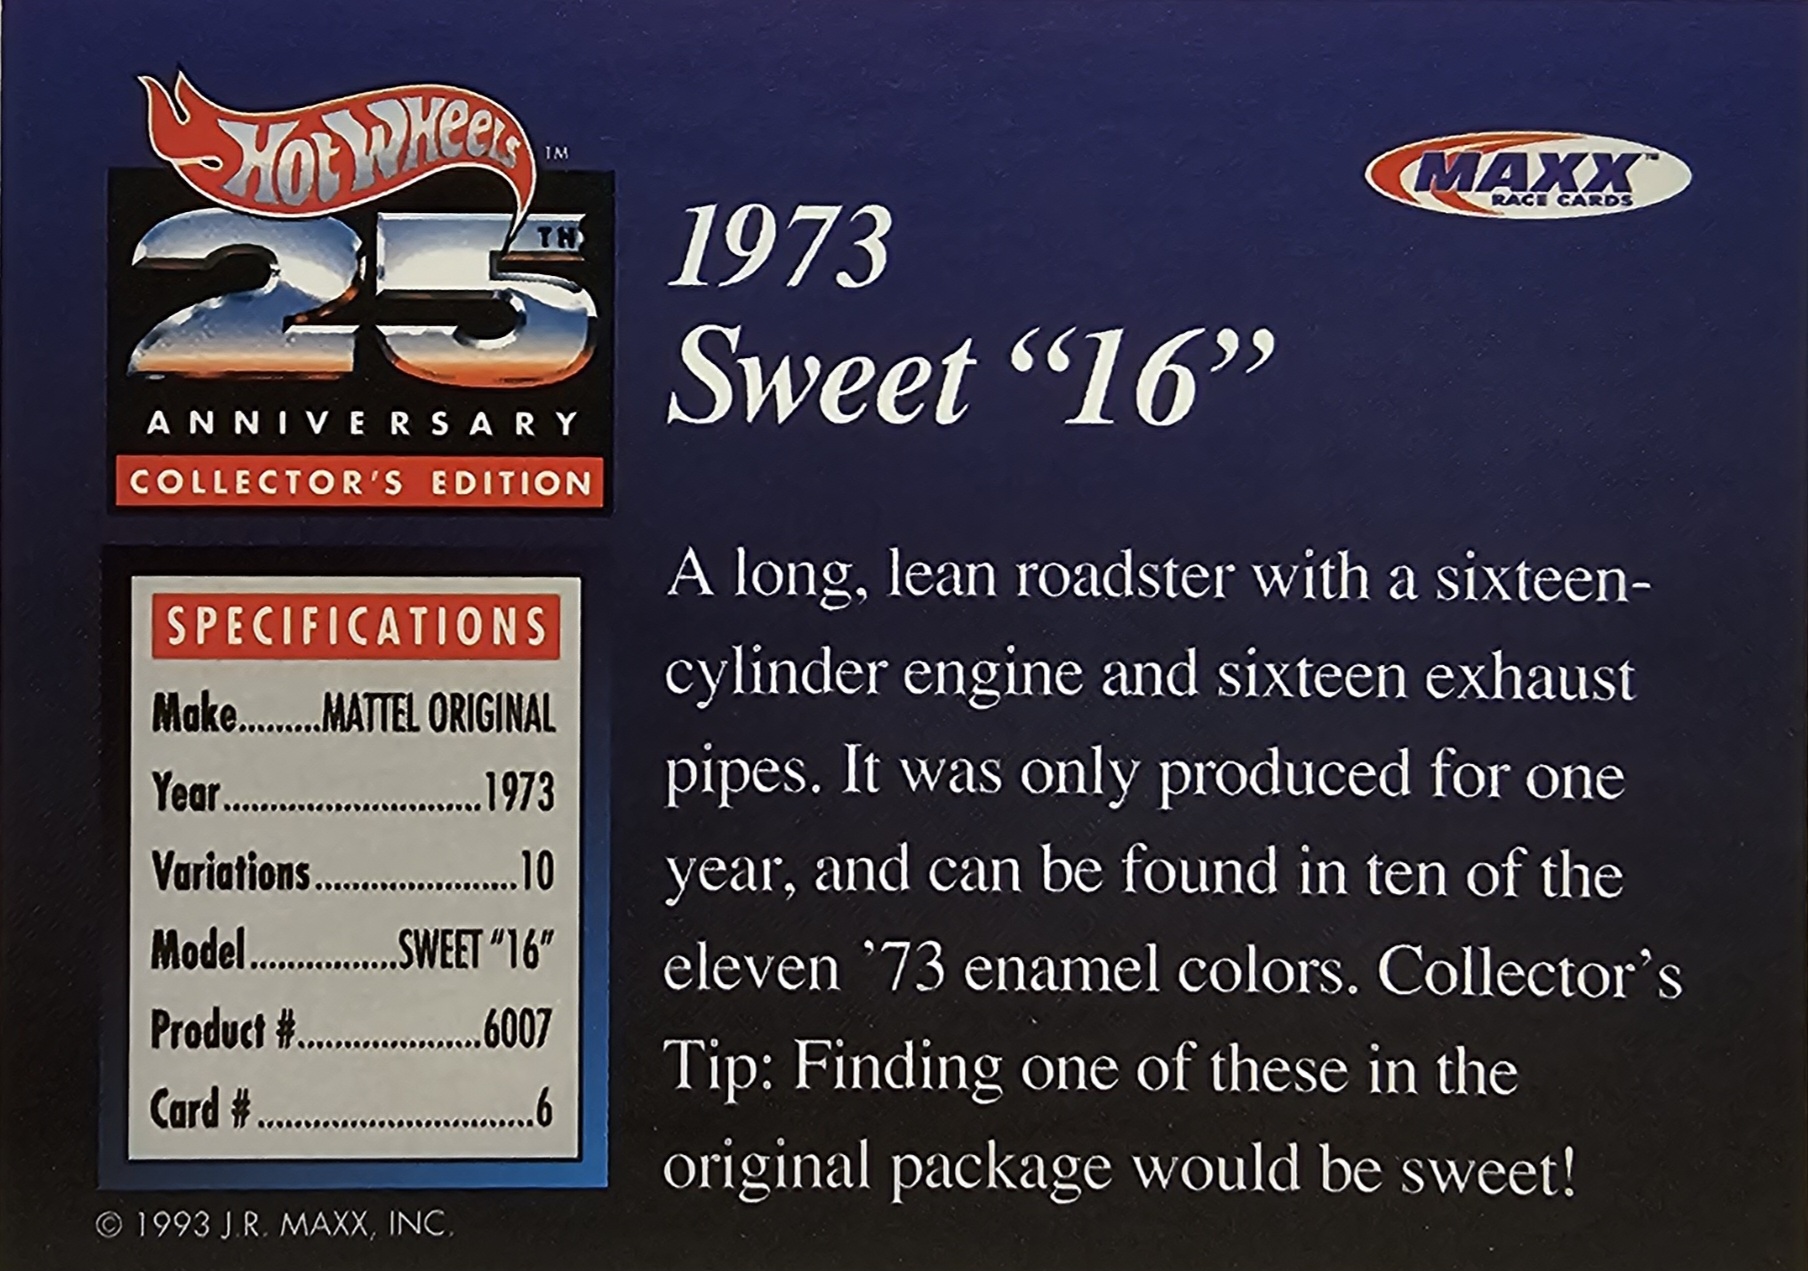 Hot Wheels ™
25TH
ANNIVERSARY
COLLECTOR'S EDITION
MAXX™
RACE CARDS
1973
Sweet “16”
A long, lean roadster with a sixteen-
cylinder engine and sixteen exhaust
pipes. It was only produced for one
year, and can be found in ten of the
eleven ’73 enamel colors. Collector’s
Tip: Finding one of these in the
original package would be sweet!
SPECIFICATIONS
Make.........MATTEL ORIGINAL
Year............................1973
Variations......................10
Model................SWEET "16"
Product #....................6007
Card #..............................6
© 1993 J.R. MAXX, INC.